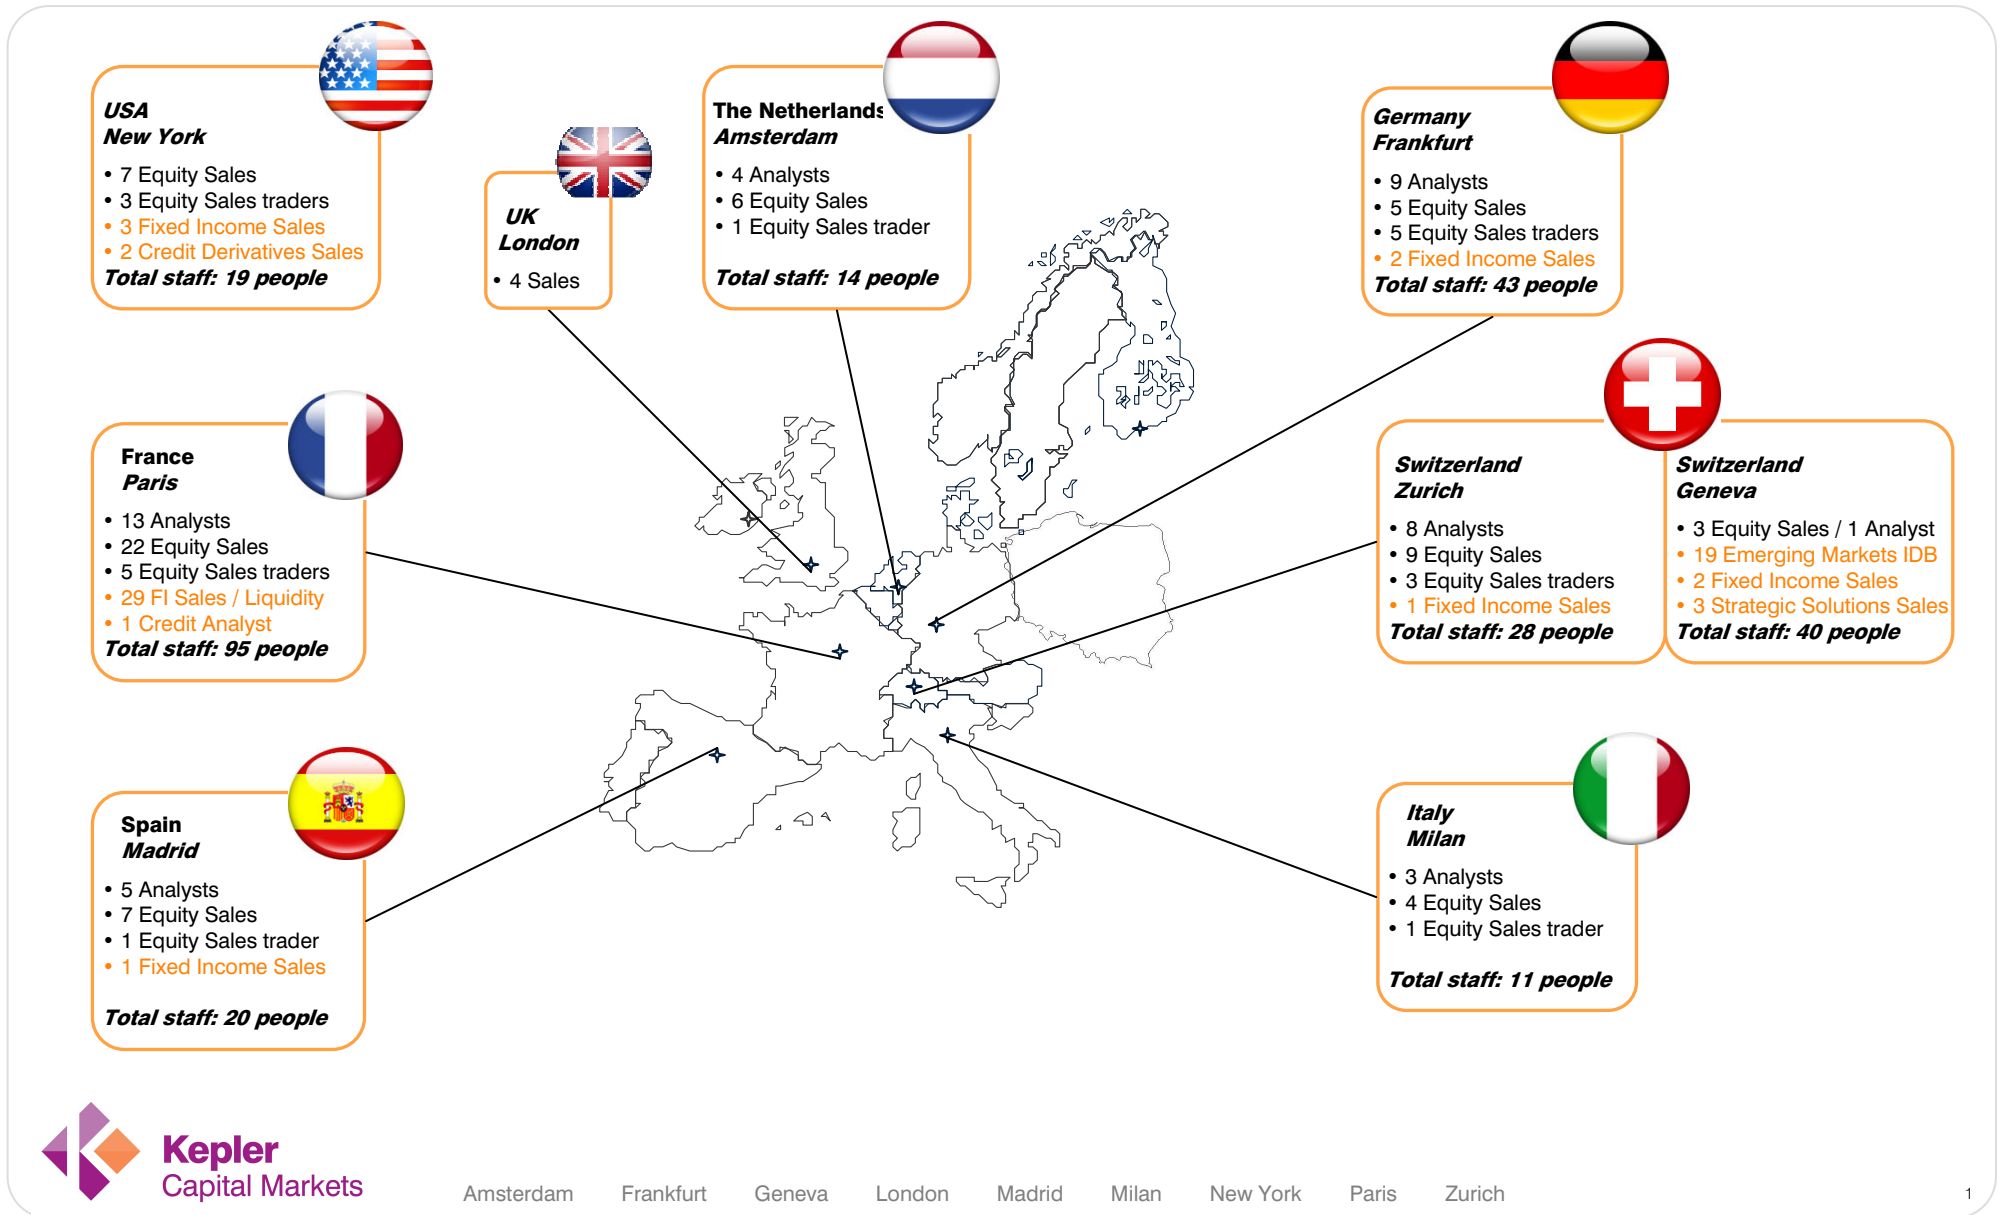 USA
New York
• 7 Equity Sales
• 3 Equity Sales traders
• 3 Fixed Income Sales
• 2 Credit Derivatives Sales
Total staff: 19 people
UK
London
• 4 Sales
The Netherlands
Amsterdam
• 4 Analysts
• 6 Equity Sales
• 1 Equity Sales trader
Total staff: 14 people
Germany
Frankfurt
• 9 Analysts
• 5 Equity Sales
• 5 Equity Sales traders
• 2 Fixed Income Sales
Total staff: 43 people
France
Paris
• 13 Analysts
• 22 Equity Sales
• 5 Equity Sales traders
• 29 FI Sales / Liquidity
• 1 Credit Analyst
Total staff: 95 people
Switzerland
Zurich
• 8 Analysts
• 9 Equity Sales
• 3 Equity Sales traders
• 1 Fixed Income Sales
Total staff: 28 people
Switzerland
Geneva
• 3 Equity Sales / 1 Analyst
• 19 Emerging Markets IDB
• 2 Fixed Income Sales
• 3 Strategic Solutions Sales
Total staff: 40 people
Spain
Madrid
• 5 Analysts
• 7 Equity Sales
• 1 Equity Sales trader
• 1 Fixed Income Sales
Total staff: 20 people
Italy
Milan
• 3 Analysts
• 4 Equity Sales
• 1 Equity Sales trader
Total staff: 11 people
Kepler
Capital Markets
Amsterdam Frankfurt Geneva London Madrid Milan New York Paris Zurich
1